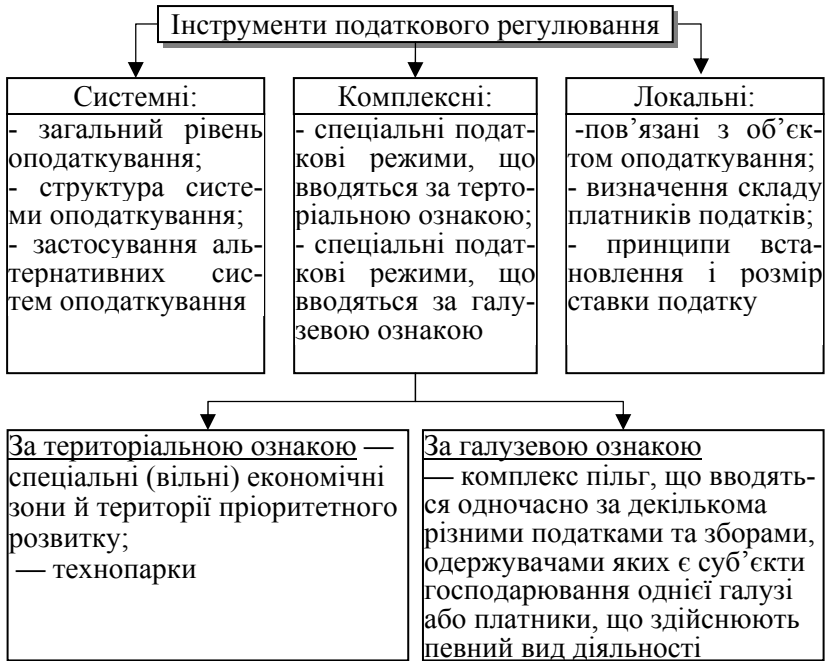 Інструменти податкового регулювання
Системні:
- загальний рівень
оподаткування;
- структура систе-
ми оподаткування;
- застосування аль-
тернативних сис-
тем оподаткування
Комплексні:
- спеціальні подат-
кові режими, що
вводяться за терто-
ріальною ознакою;
- спеціальні подат-
кові режими, що
вводяться за галу-
зевою ознакою
Локальні:
-пов’язані з об’єк-
том оподаткування;
- визначення складу
платників податків;
- принципи вста-
новлення і розмір
ставки податку
За територіальною ознакою —
спеціальні (вільні) економічні
зони й території пріоритетного
розвитку;
— технопарки
За галузевою ознакою
— комплекс пільг, що вводять-
ся одночасно за декількома
різними податками та зборами,
одержувачами яких є суб’єкти
господарювання однієї галузі
або платники, що здійснюють
певний вид діяльності